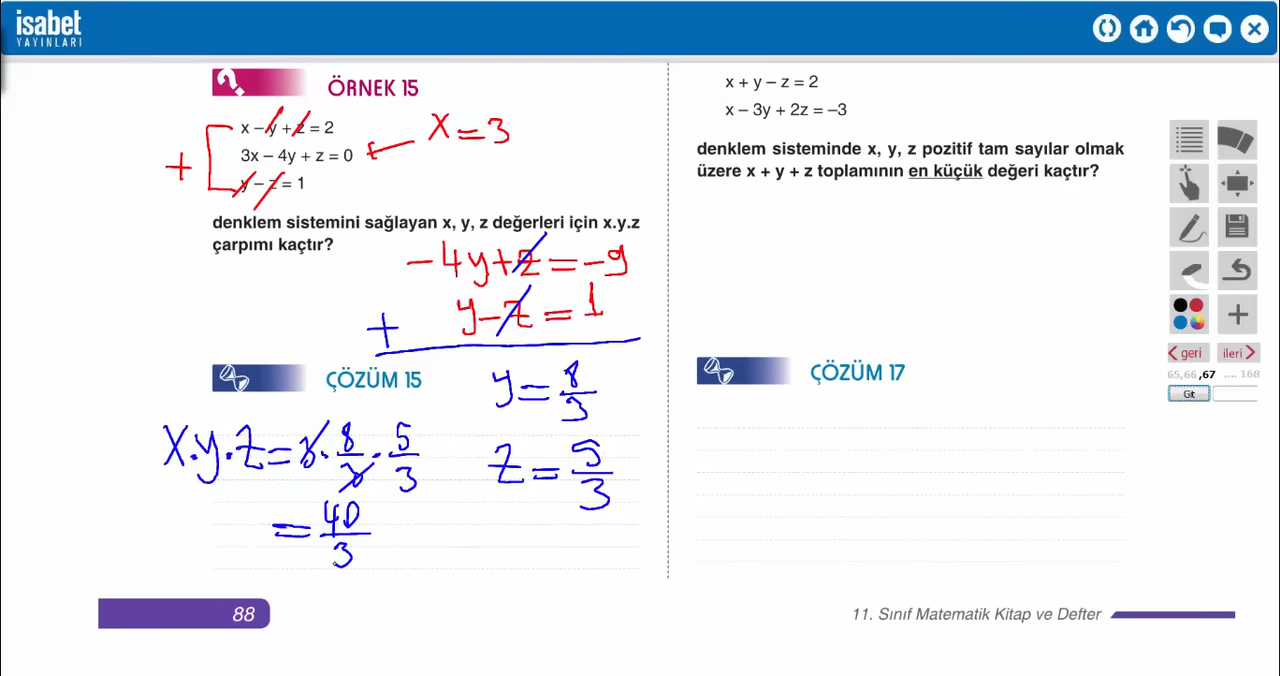 isabet
YAYINLARI
ÖRNEK 15
x – y + z = 2
3x – 4y + z = 0
y – z = 1
+
x = 3
denklem sistemini sağlayan x, y, z değerleri için x.y.z
çarpımı kaçtır?
-4y + z = -9
y - z = 1
+
y = 8/3
z = 5/3
ÇÖZÜM 15
x.y.z = 3 . 8/3 . 5/3
= 40/3
88
x + y – z = 2
x – 3y + 2z = –3
denklem sisteminde x, y, z pozitif tam sayılar olmak
üzere x + y + z toplamının en küçük değeri kaçtır?
ÇÖZÜM 17
11. Sınıf Matematik Kitap ve Defter
geri ileri
65,66,67 .... 168
Git